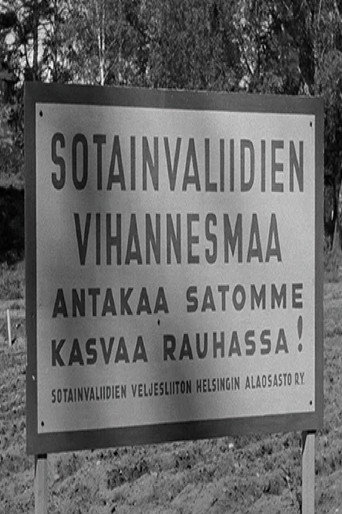 SOTAINVALIIDIEN
VIHANNESMAA
ANTAKAA SATOMME
KASVAA RAUHASSA!
SOTAINVALIIDIEN VELJESLIITON HELSINGIN ALAOSASTO R.Y.